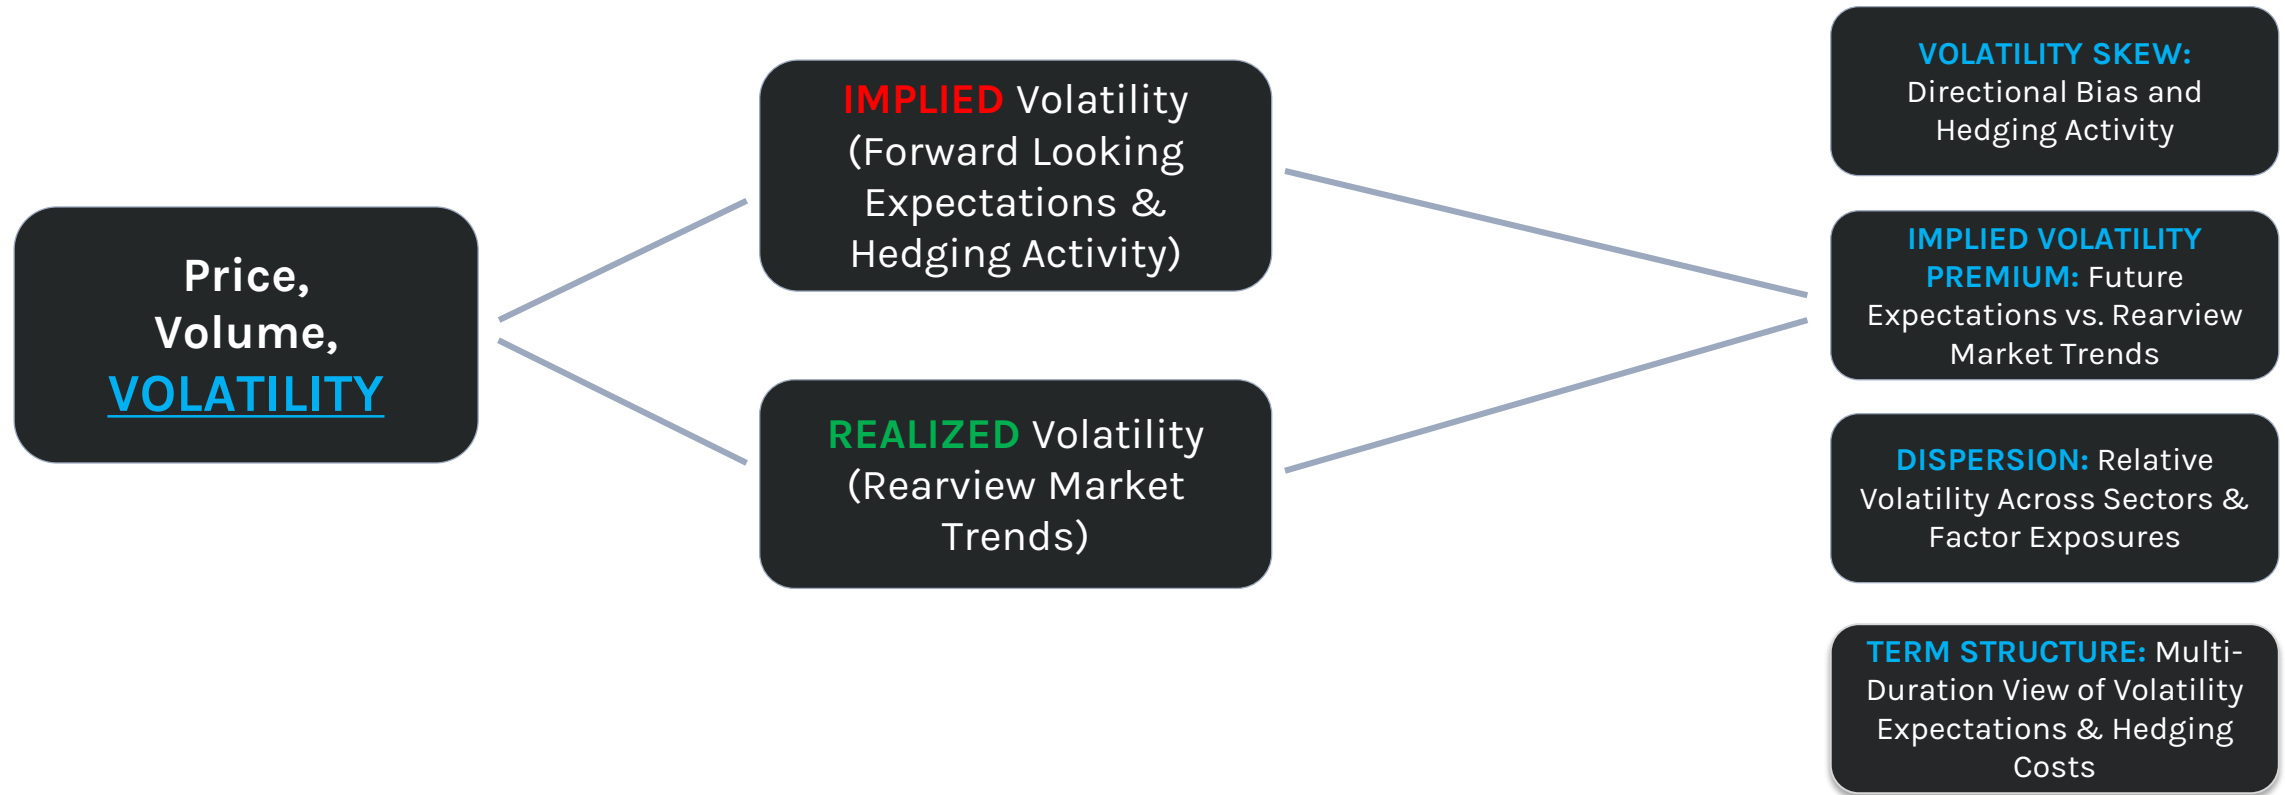 Price,
Volume,
VOLATILITY
IMPLIED Volatility
(Forward Looking
Expectations &
Hedging Activity)
REALIZED Volatility
(Rearview Market
Trends)
VOLATILITY SKEW:
Directional Bias and
Hedging Activity
IMPLIED VOLATILITY
PREMIUM: Future
Expectations vs. Rearview
Market Trends
DISPERSION: Relative
Volatility Across Sectors &
Factor Exposures
TERM STRUCTURE: Multi-
Duration View of Volatility
Expectations & Hedging
Costs